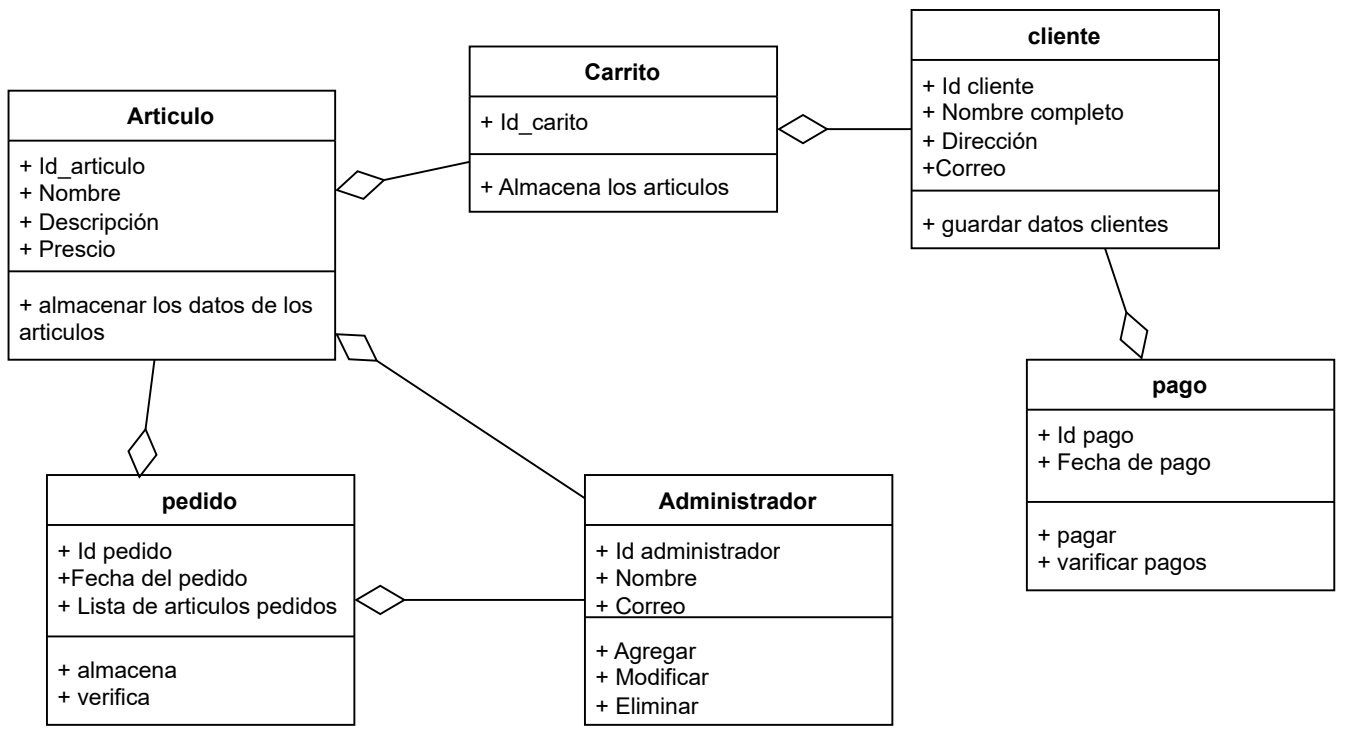 Articulo
+ Id_articulo
+ Nombre
+ Descripción
+ Prescio
+ almacenar los datos de los
articulos
Carrito
+ Id_carito
+ Almacena los articulos
cliente
+ Id cliente
+ Nombre completo
+ Dirección
+Correo
+ guardar datos clientes
pedido
+ Id pedido
+Fecha del pedido
+ Lista de articulos pedidos
+ almacena
+ verifica
Administrador
+ Id administrador
+ Nombre
+ Correo
+ Agregar
+ Modificar
+ Eliminar
pago
+ Id pago
+ Fecha de pago
+ pagar
+ varificar pagos